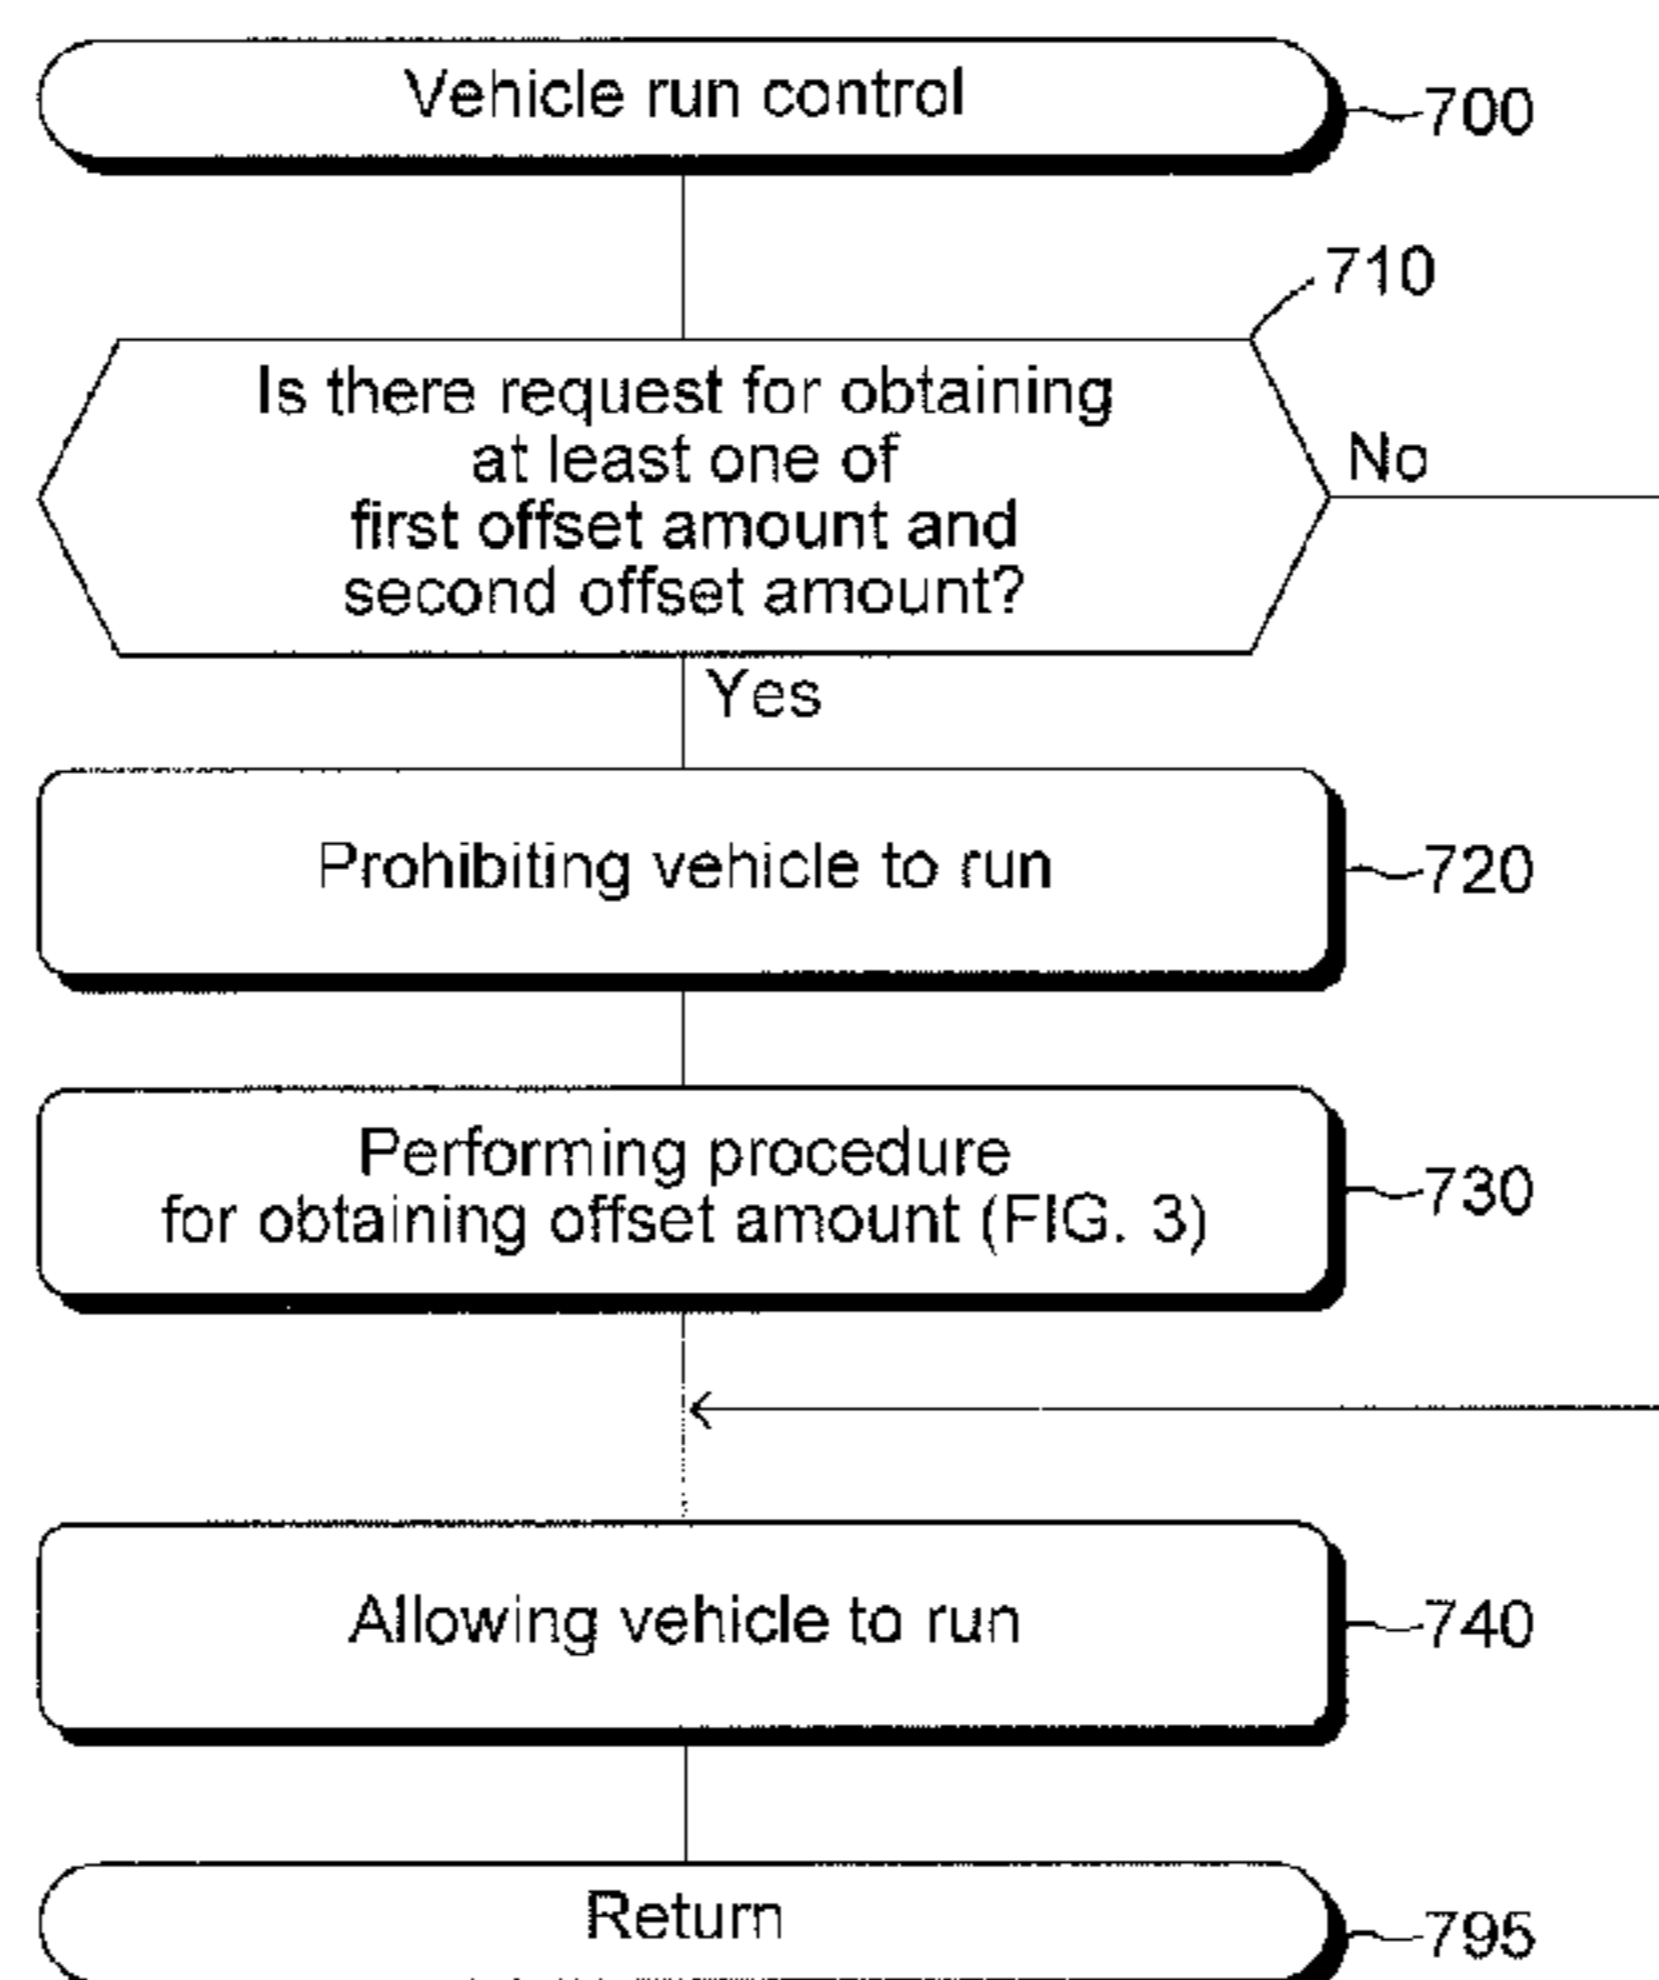 Vehicle run control
700
710
Is there request for obtaining
at least one of
first offset amount and
second offset amount?
No
Yes
Prohibiting vehicle to run
720
Performing procedure
for obtaining offset amount (FIG. 3)
730
Allowing vehicle to run
740
Return
795